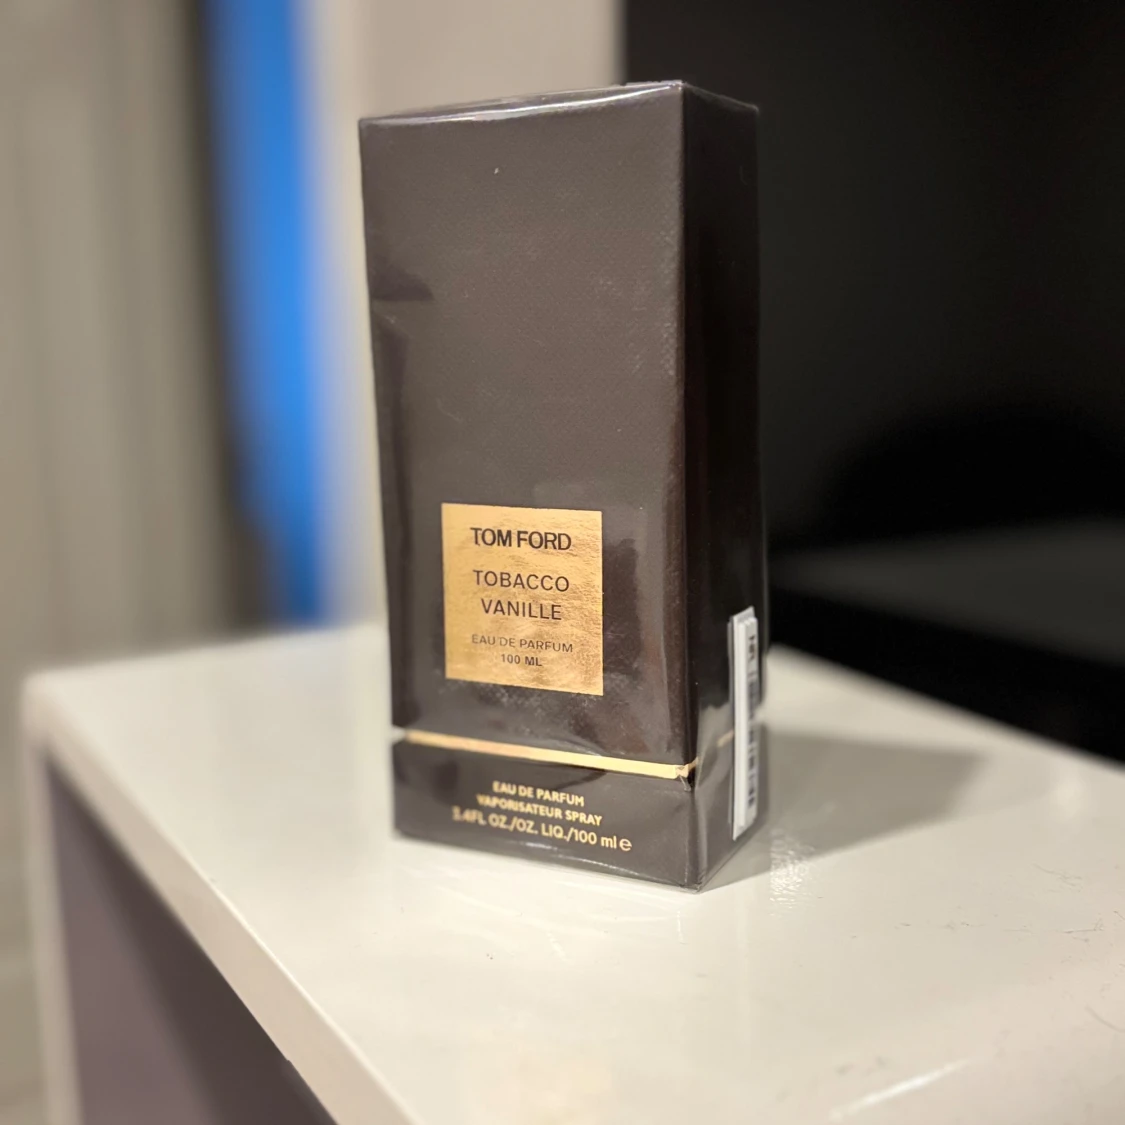 TOM FORD
TOBACCO
VANILLE
EAU DE PARFUM
100 ML
EAU DE PARFUM
VAPORISATEUR SPRAY
3.4FL OZ./OZ. LIQ./100 ml e